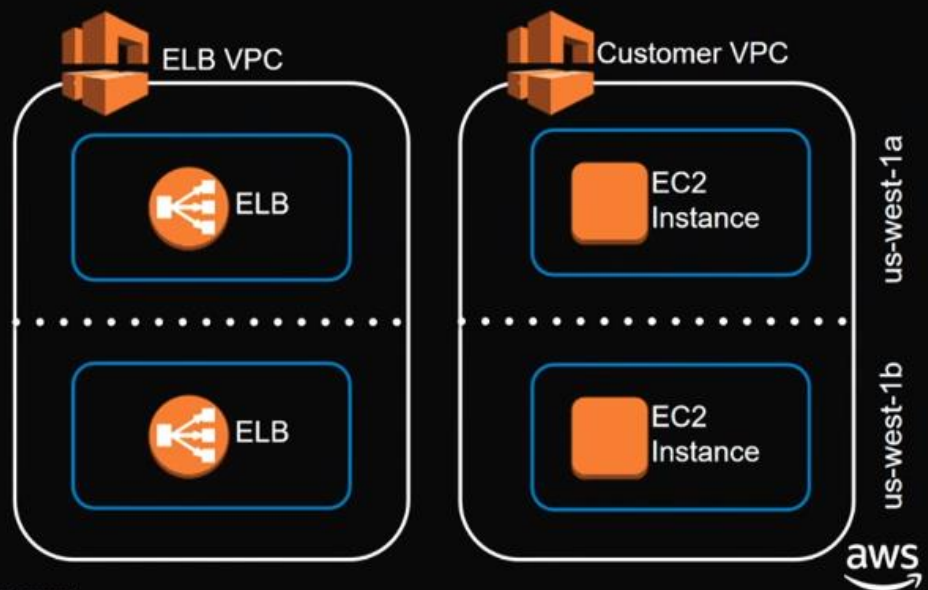 ELB VPC
Customer VPC
ELB
EC2
Instance
us-west-1a
ELB
EC2
Instance
us-west-1b
aws